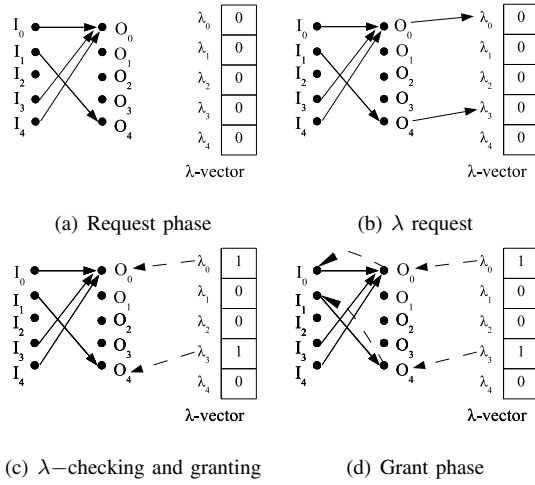 I0 O0 λ0 0
I1 O1 λ1 0
I2 O2 λ2 0
I3 O3 λ3 0
I4 O4 λ4 0
λ-vector
(a) Request phase
I0 O0 λ0 0
I1 O1 λ1 0
I2 O2 λ2 0
I3 O3 λ3 0
I4 O4 λ4 0
λ-vector
(b) λ request
I0 O0 λ0 1
I1 O1 λ1 0
I2 O2 λ2 0
I3 O3 λ3 1
I4 O4 λ4 0
λ-vector
(c) λ−checking and granting
I0 O0 λ0 1
I1 O1 λ1 0
I2 O2 λ2 0
I3 O3 λ3 1
I4 O4 λ4 0
λ-vector
(d) Grant phase